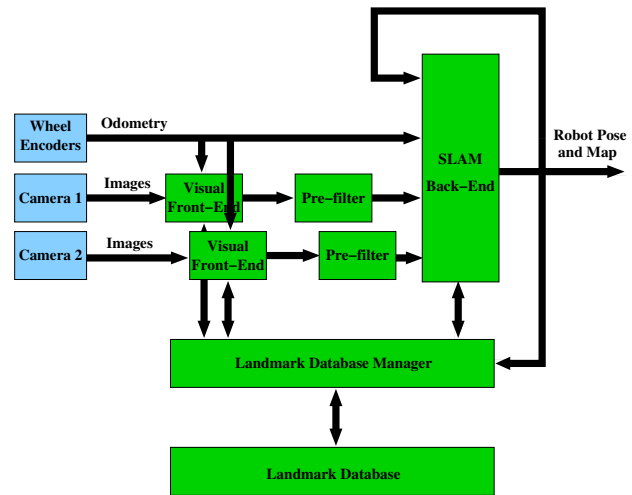 Wheel
Encoders
Odometry
Robot Pose
and Map
SLAM
Back−End
Camera 1
Images
Visual
Front−End
Pre−filter
Camera 2
Images
Visual
Front−End
Pre−filter
Landmark Database Manager
Landmark Database